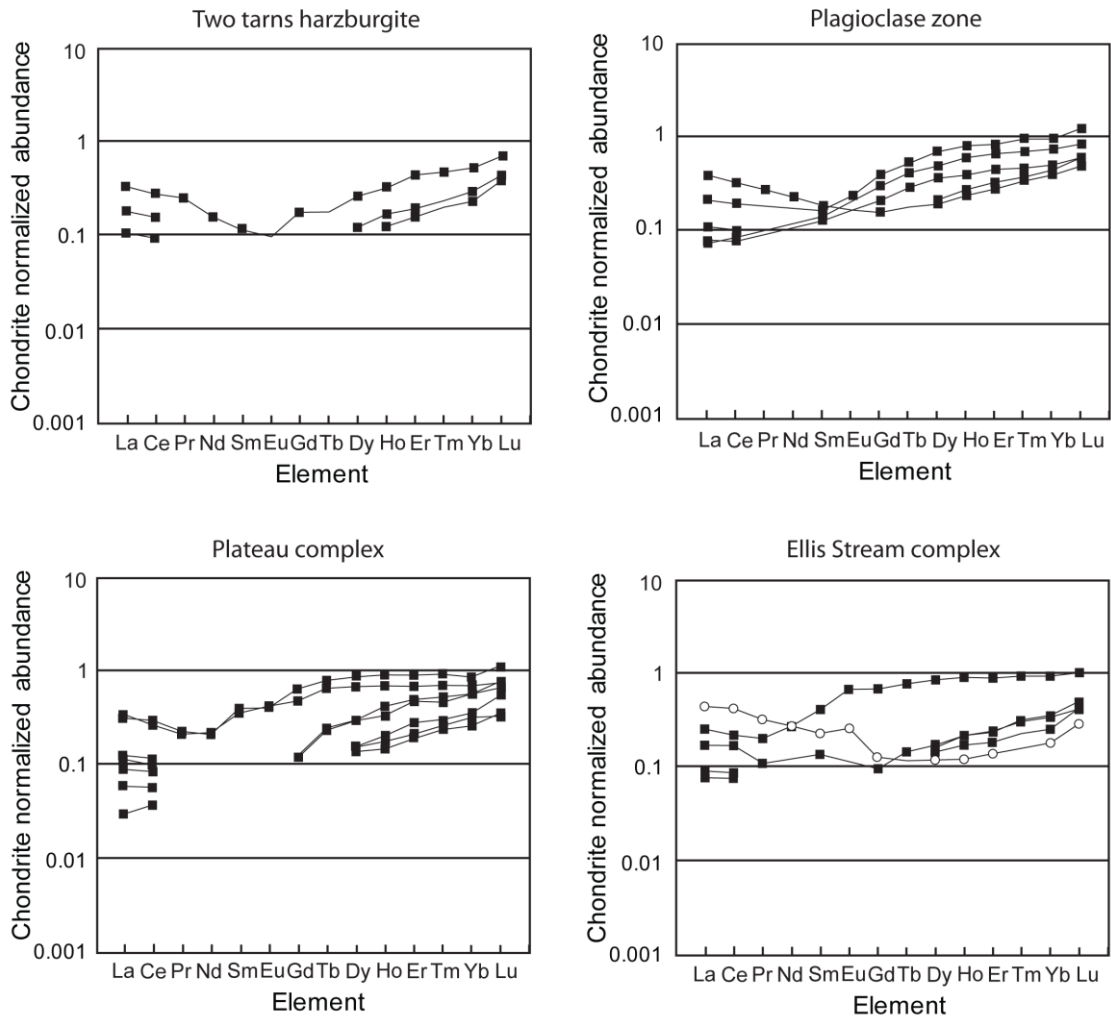 Two tarns harzburgite
Chondrite normalized abundance
10
1
0.1
0.01
0.001
La Ce Pr Nd Sm Eu Gd Tb Dy Ho Er Tm Yb Lu
Element
Plagioclase zone
Chondrite normalized abundance
10
1
0.1
0.01
0.001
La Ce Pr Nd Sm Eu Gd Tb Dy Ho Er Tm Yb Lu
Element
Plateau complex
Chondrite normalized abundance
10
1
0.1
0.01
0.001
La Ce Pr Nd Sm Eu Gd Tb Dy Ho Er Tm Yb Lu
Element
Ellis Stream complex
Chondrite normalized abundance
10
1
0.1
0.01
0.001
La Ce Pr Nd Sm Eu Gd Tb Dy Ho Er Tm Yb Lu
Element